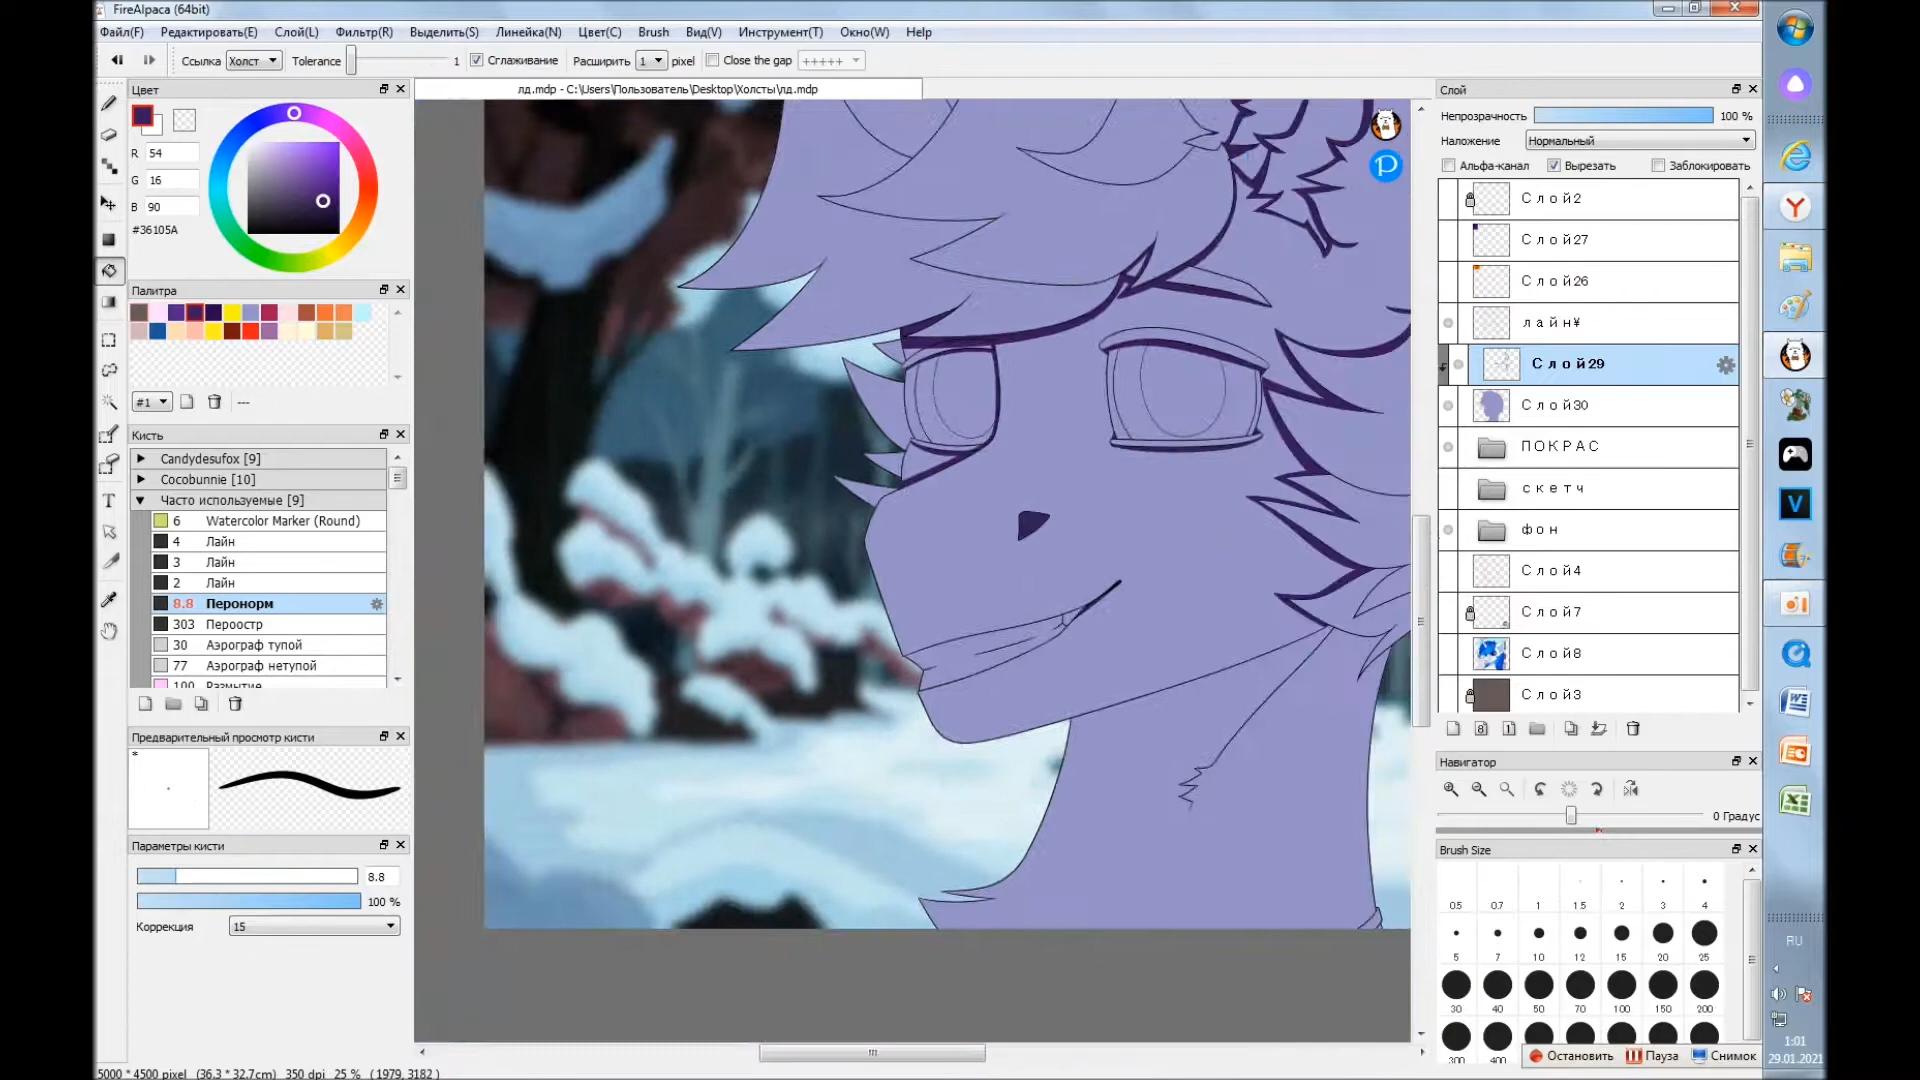 FireAlpaca (64bit)
Файл(F) Редактировать(E) Слой(L) Фильтр(R) Выделить(S) Линейка(N) Цвет(C) Brush Вид(V) Инструмент(T) Окно(W) Help
Ссылка Холст Tolerance 1 Сглаживание Расширить 1 pixel Close the gap +++++
Цвет
лд.mdp - C:\Users\Пользователь\Desktop\Холсты\лд.mdp
R 54
G 16
B 90
#36105A
Палитра
#1 ---
Кисть
Candydesufox [9]
Cocobunnie [10]
Часто используемые [9]
6 Watercolor Marker (Round)
4 Лайн
3 Лайн
2 Лайн
8.8 Перонорм
303 Пероостр
30 Аэрограф тупой
77 Аэрограф нетупой
100 Размытие
Предварительный просмотр кисти
*
Параметры кисти
8.8
100 %
Коррекция 15
5000 * 4500 pixel (36.3 * 32.7cm) 350 dpi 25 % (1979, 3182)
Слой
Непрозрачность 100 %
Наложение Нормальный
Альфа-канал Вырезать Заблокировать
Слой2
Слой27
Слой26
лайн¥
Слой29
Слой30
ПОКРАС
скетч
фон
Слой4
Слой7
Слой8
Слой3
Навигатор
0 Градус
Brush Size
0.5 0.7 1 1.5 2 3 4
5 7 10 12 15 20 25
30 40 50 70 100 150 200
300 400
Остановить Пауза Снимок
RU
1:01
29.01.2021